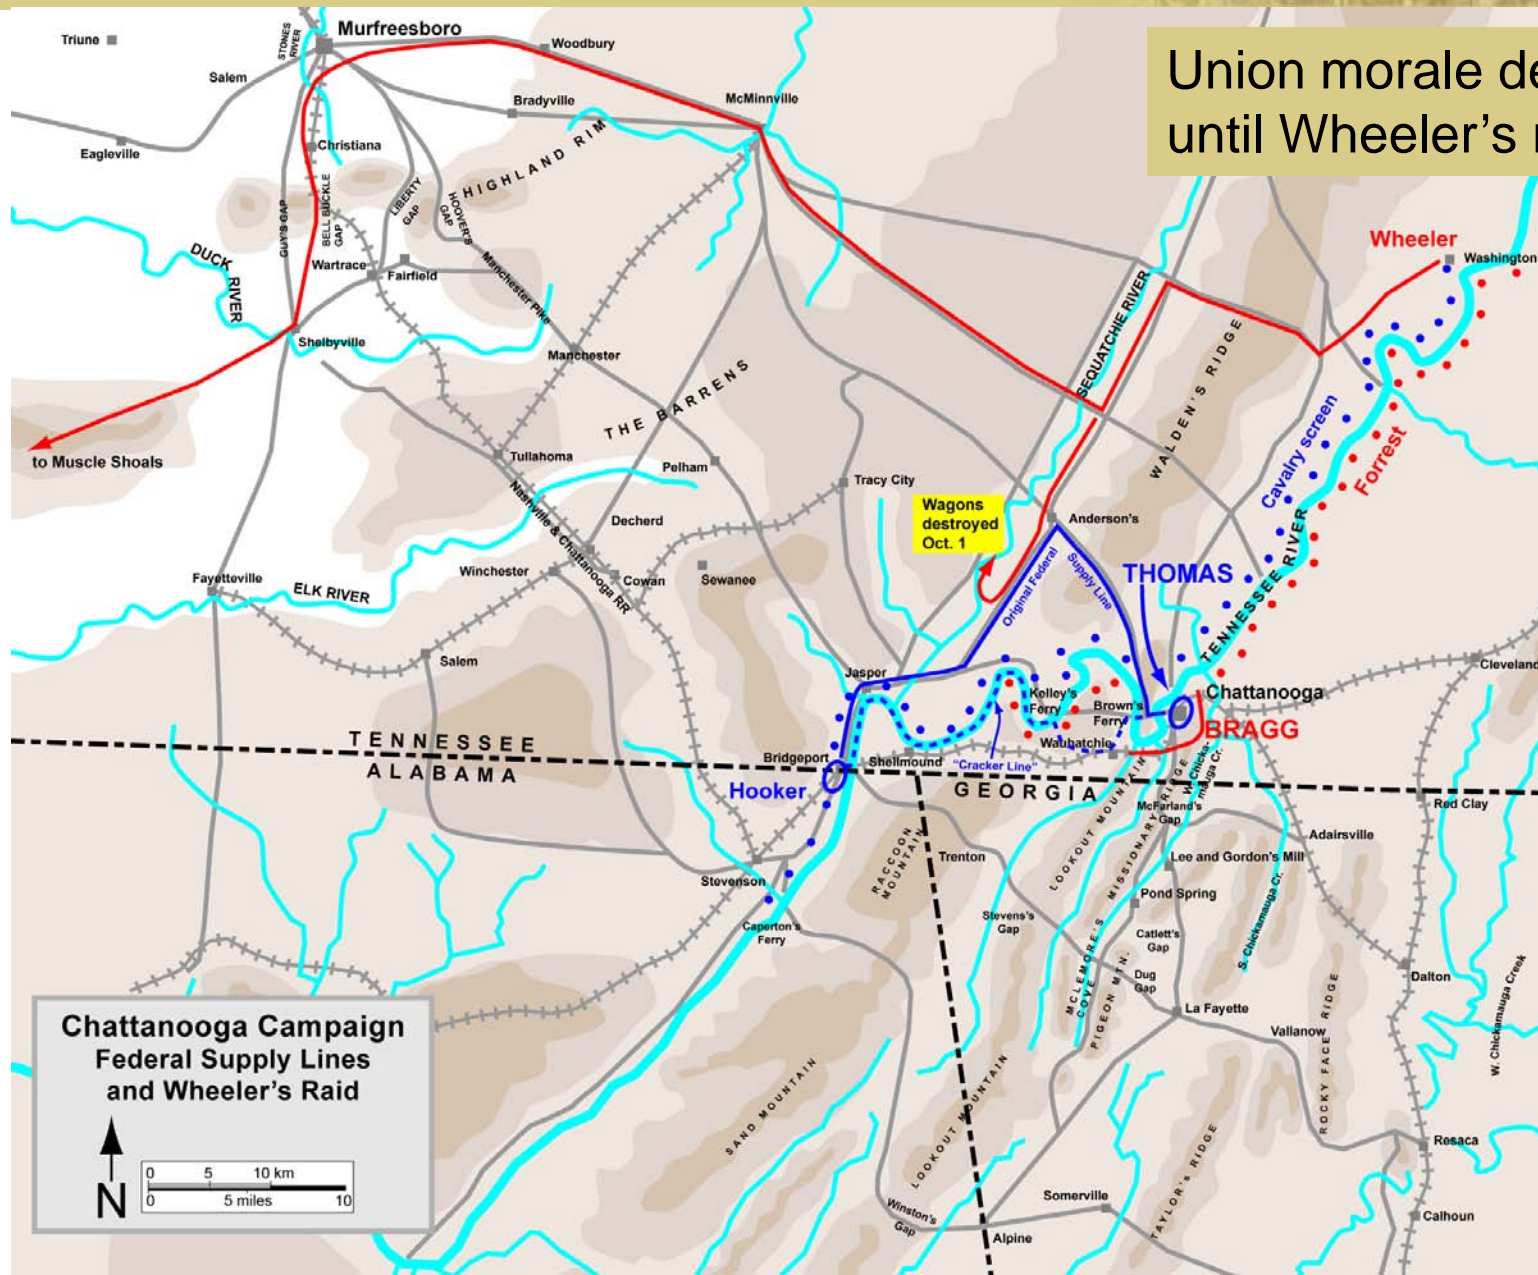 Union morale de
until Wheeler's r
Triune
STONES
RIVER
Murfreesboro
Woodbury
Salem
Bradyville
McMinnville
Eagleville
Christiana
HIGHLAND RIM
GUY'S GAP
BELL BUCKLE
GAP
LIBERTY
GAP
HOOVER'S
GAP
DUCK
RIVER
Wartrace
Fairfield
Manchester Pike
Wheeler
Washington
SEQUATCHIE RIVER
Shelbyville
Manchester
WALDEN'S RIDGE
THE BARRENS
Cavalry screen
Forrest
to Muscle Shoals
Tullahoma
Pelham
Tracy City
Nashville & Chattanooga RR
Wagons
destroyed
Oct. 1
Anderson's
Decherd
Winchester
Cowan
Sewanee
Original Federal
Supply Line
THOMAS
TENNESSEE RIVER
Fayetteville
ELK RIVER
Salem
Jasper
Kelley's
Ferry
Brown's
Ferry
Chattanooga
Cleveland
BRAGG
Wauhatchie
TENNESSEE
ALABAMA
Bridgeport
Shellmound
"Cracker Line"
GEORGIA
Hooker
W. Chicka-
mauga Cr.
McFarland's
Gap
Red Clay
Adairsville
RACCOON
MOUNTAIN
Trenton
LOOKOUT MOUNTAIN
MISSIONARY RIDGE
Lee and Gordon's Mill
Stevenson
Pond Spring
S. Chickamauga Cr.
Caperton's
Ferry
Stevens's
Gap
Catlett's
Gap
MCLEMORE'S
COVE
PIGEON MTN.
Dug
Gap
Dalton
La Fayette
Vallanow
ROCKY FACE RIDGE
W. Chickamauga Creek
SAND MOUNTAIN
LOOKOUT MOUNTAIN
TAYLOR'S RIDGE
Resaca
Winston's
Gap
Alpine
Somerville
Calhoun
Chattanooga Campaign
Federal Supply Lines
and Wheeler's Raid
N
0 5 10 km
0 5 miles 10